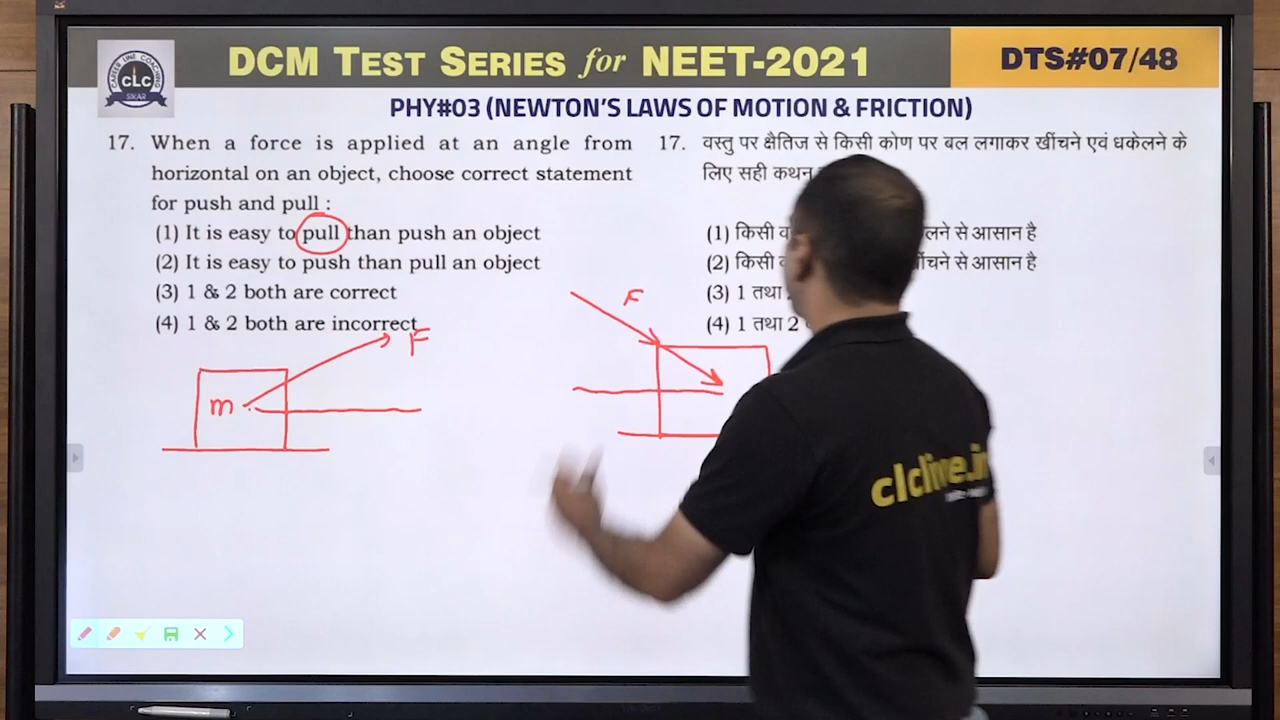 DCM TEST SERIES for NEET-2021
DTS#07/48
CAREER LINE COACHING
CLC
SIKAR
PHY#03 (NEWTON'S LAWS OF MOTION & FRICTION)
17. When a force is applied at an angle from
horizontal on an object, choose correct statement
for push and pull :
(1) It is easy to pull than push an object
(2) It is easy to push than pull an object
(3) 1 & 2 both are correct
(4) 1 & 2 both are incorrect
17. वस्तु पर क्षैतिज से किसी कोण पर बल लगाकर खींचने एवं धकेलने के
लिए सही कथन
(1) किसी
से आसान है
(2) किसी
से आसान है
(3) 1 तथा
(4) 1 तथा 2
F
m
F
clclive.in